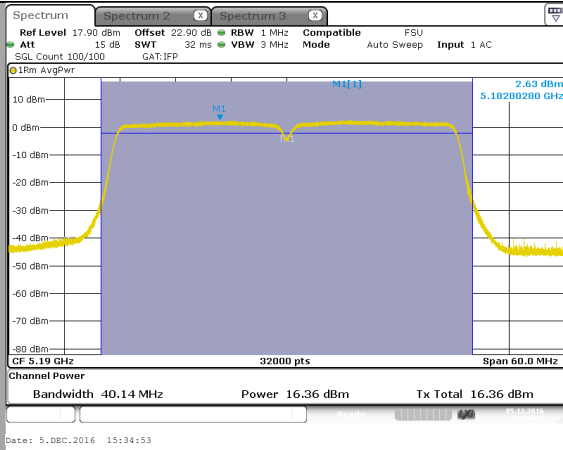 Spectrum Spectrum 2 X Spectrum 3 X
Ref Level 17.90 dBm Offset 22.90 dB RBW 1 MHz Compatible FSU
Att 15 dB SWT 32 ms VBW 3 MHz Mode Auto Sweep Input 1 AC
SGL Count 100/100 GAT:IFP
1Rm AvgPwr
M1[1] 2.63 dBm
5.18280280 GHz
10 dBm
M1
0 dBm
-10 dBm
-20 dBm
-30 dBm
-40 dBm
-50 dBm
-60 dBm
-70 dBm
-80 dBm
CF 5.19 GHz 32000 pts Span 60.0 MHz
Channel Power
Bandwidth 40.14 MHz Power 16.36 dBm Tx Total 16.36 dBm
Ready 05.12.2016
Date: 5.DEC.2016 15:34:53